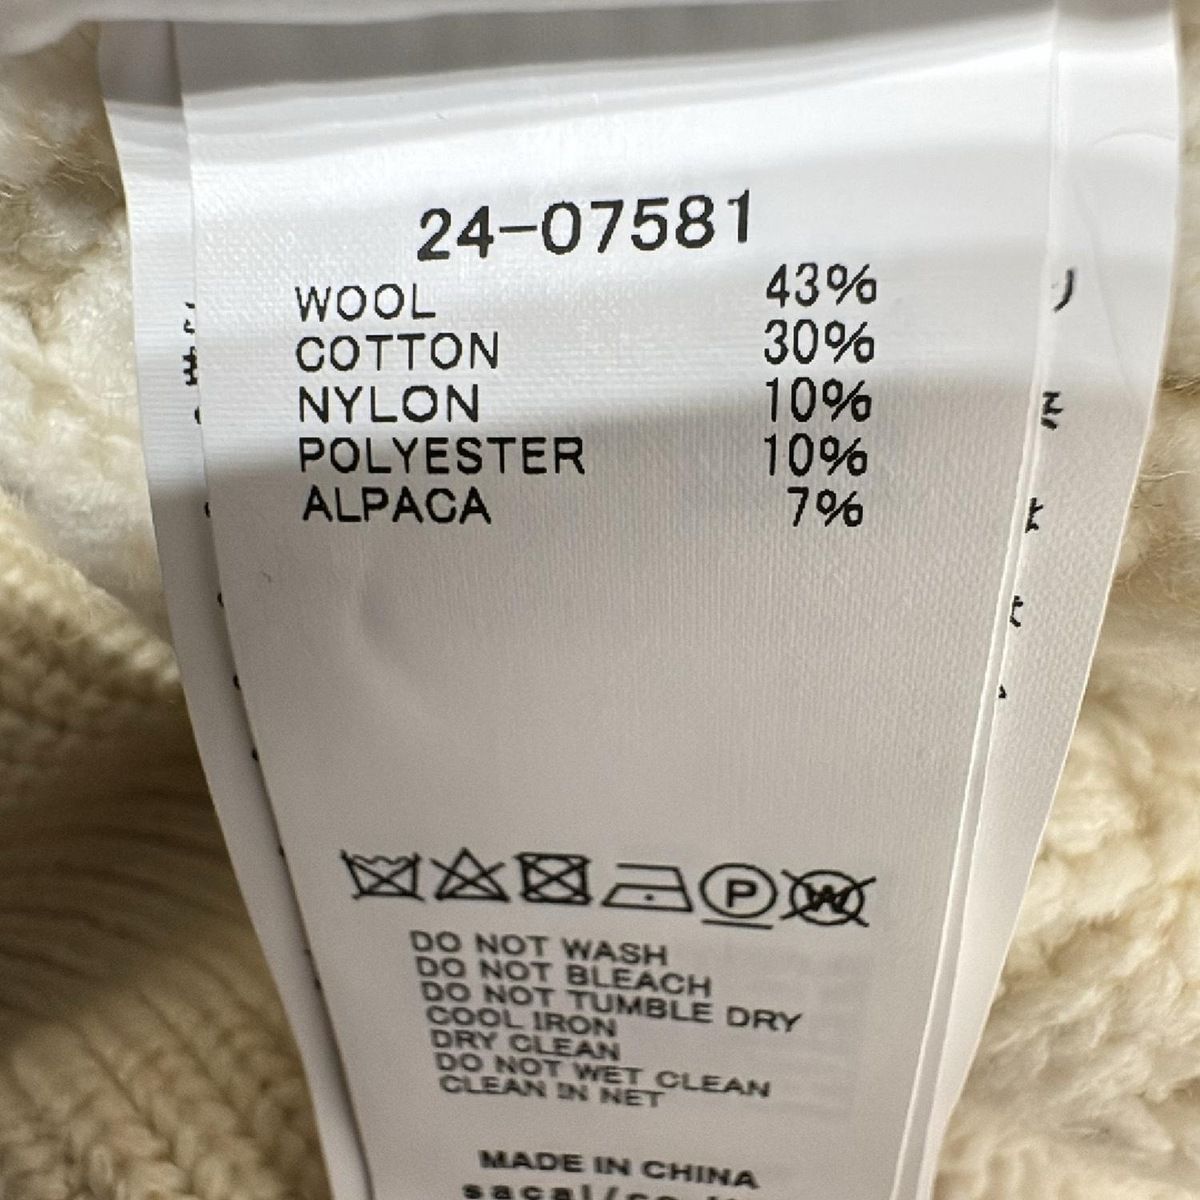 24-07581
WOOL 43%
COTTON 30%
NYLON 10%
POLYESTER 10%
ALPACA 7%
P W
DO NOT WASH
DO NOT BLEACH
DO NOT TUMBLE DRY
COOL IRON
DRY CLEAN
DO NOT WET CLEAN
CLEAN IN NET
MADE IN CHINA